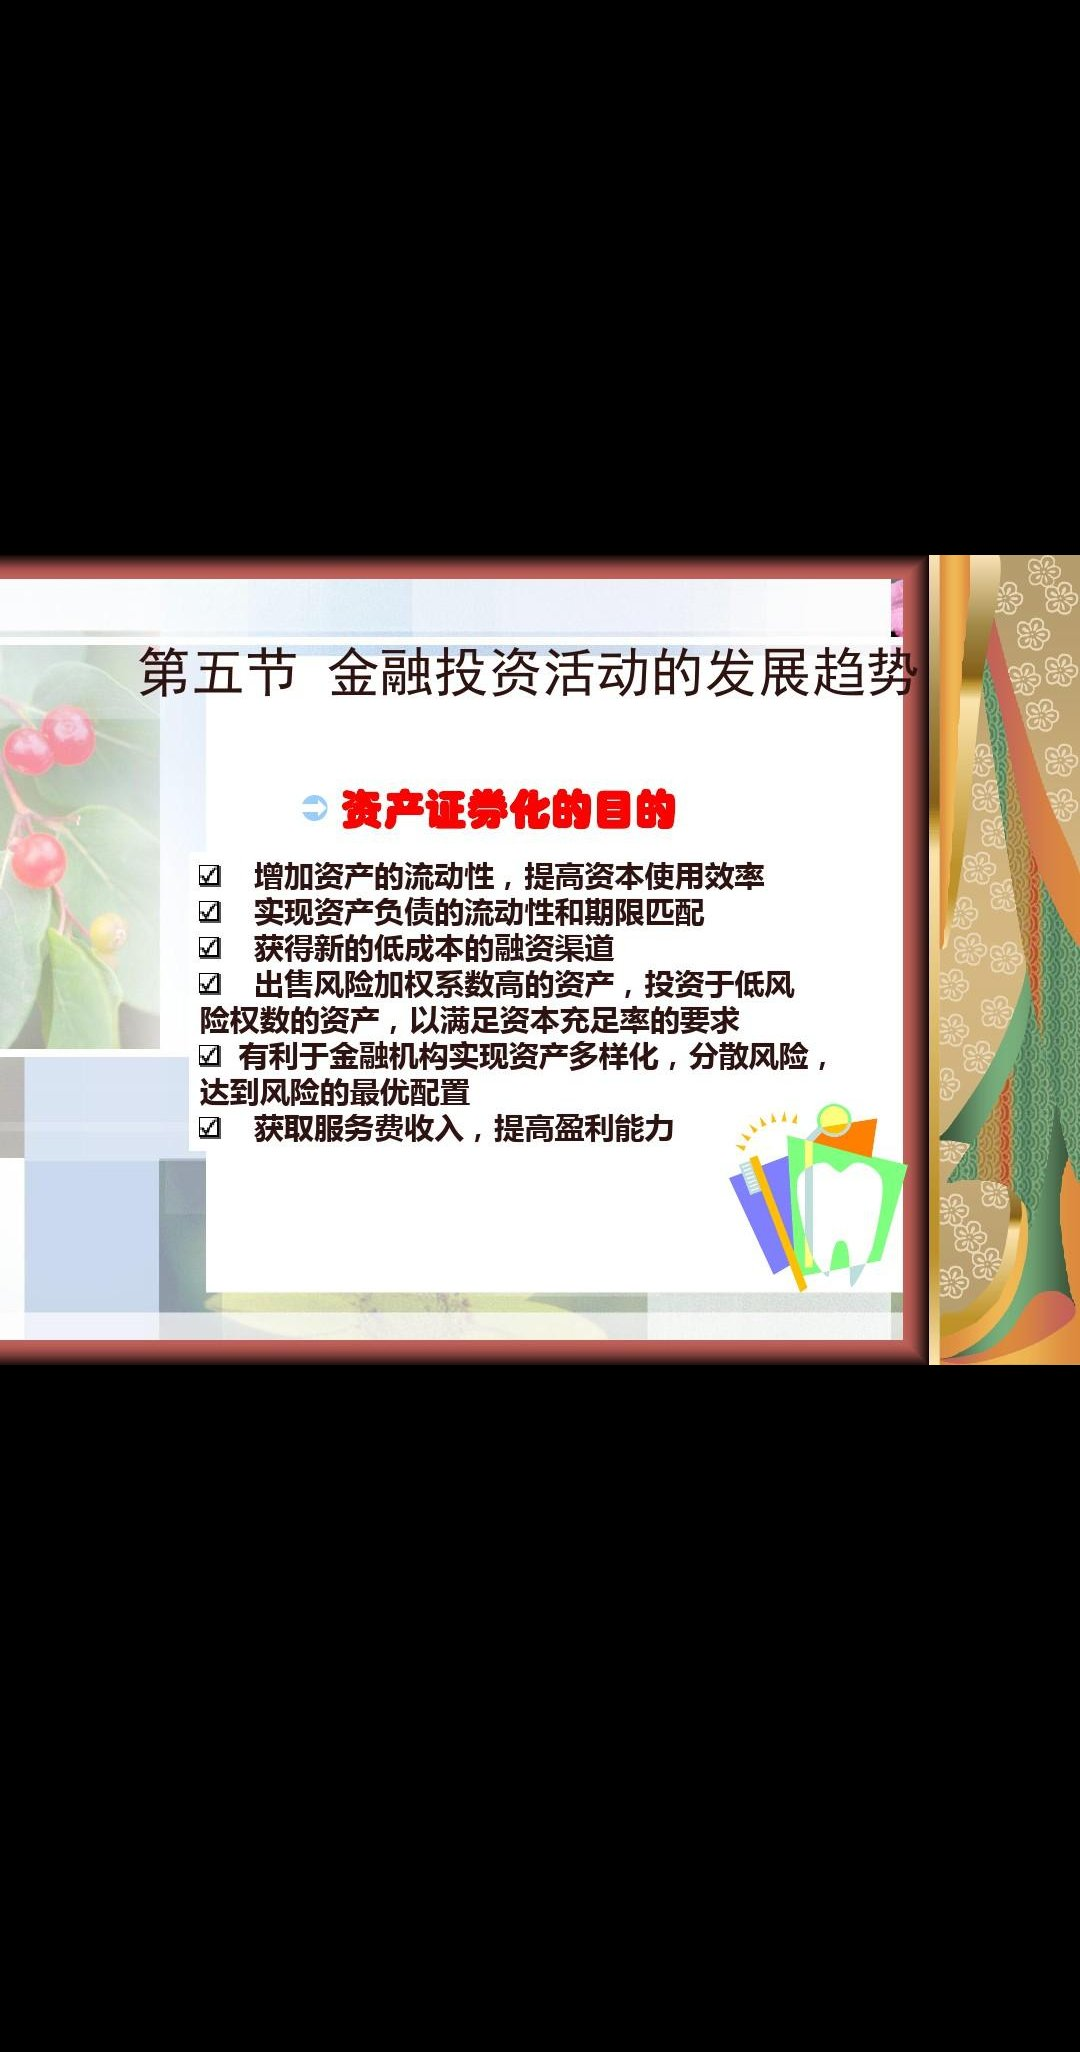 第五节 金融投资活动的发展趋势
资产证券化的目的
增加资产的流动性，提高资本使用效率
实现资产负债的流动性和期限匹配
获得新的低成本的融资渠道
出售风险加权系数高的资产，投资于低风
险权数的资产，以满足资本充足率的要求
有利于金融机构实现资产多样化，分散风险，
达到风险的最优配置
获取服务费收入，提高盈利能力